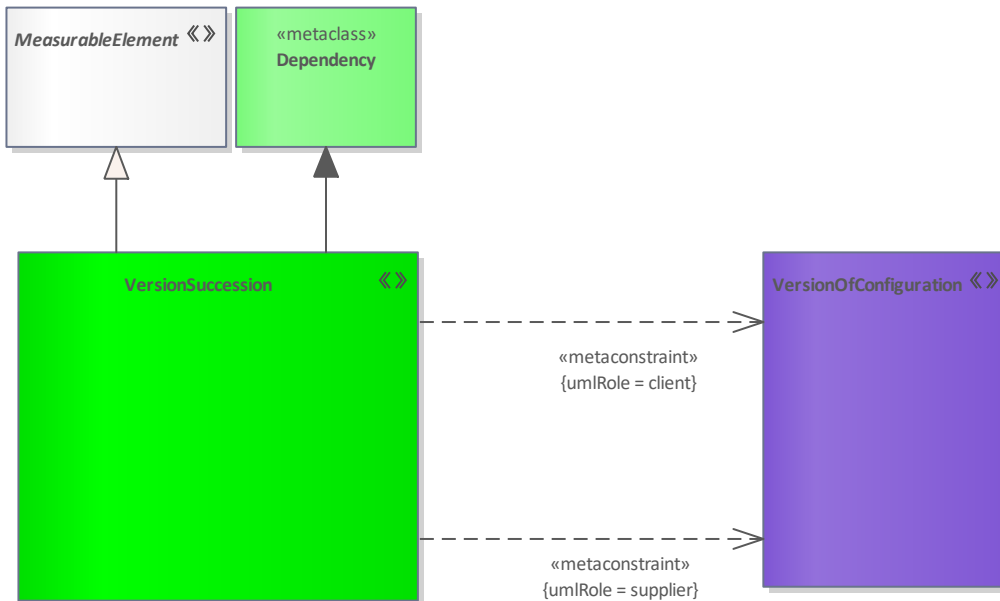 MeasurableElement «»
«metaclass»
Dependency
VersionSuccession «»
VersionOfConfiguration «»
«metaconstraint»
{umlRole = client}
«metaconstraint»
{umlRole = supplier}